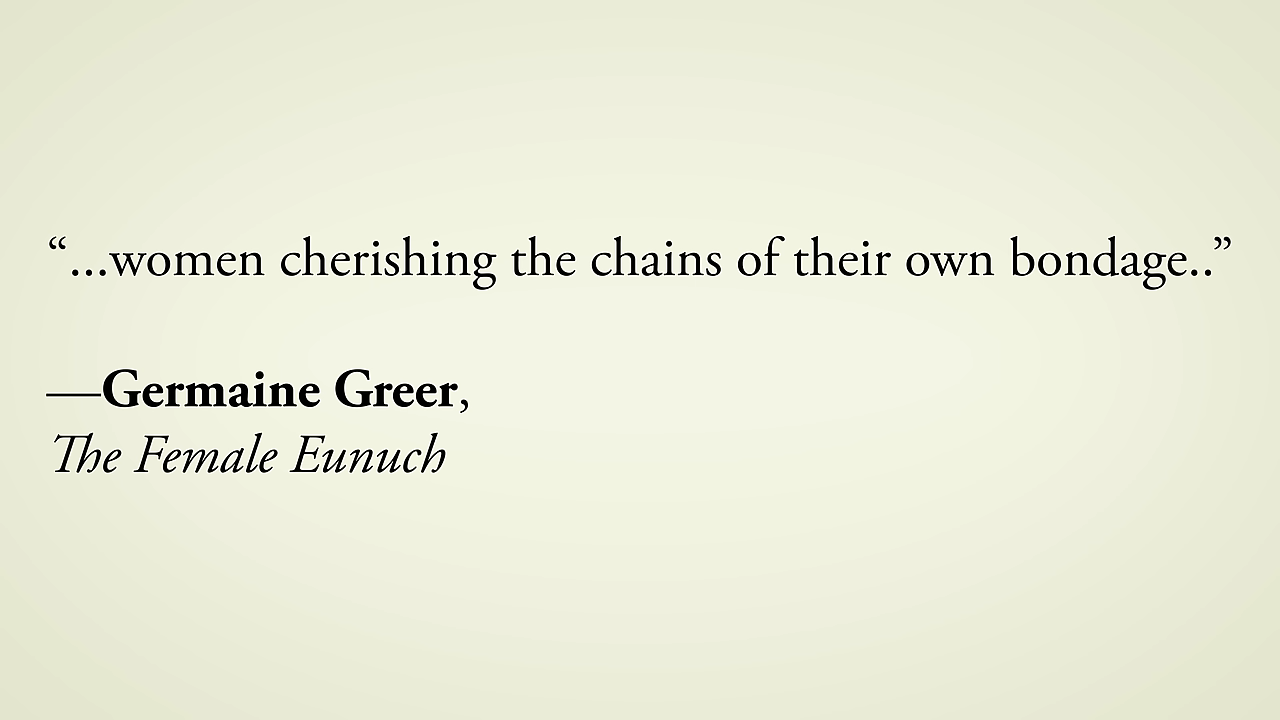 “...women cherishing the chains of their own bondage..”
—Germaine Greer,
The Female Eunuch